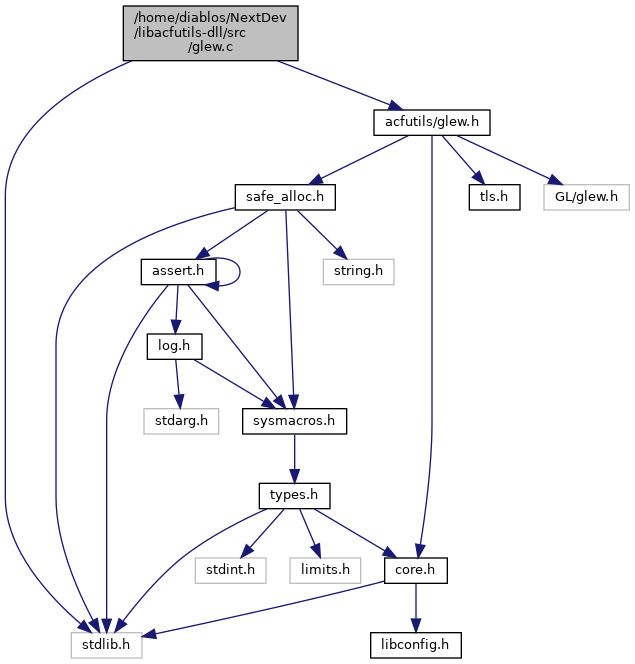 /home/diablos/NextDev
/libacfutils-dll/src
/glew.c
acfutils/glew.h
safe_alloc.h
tls.h
GL/glew.h
assert.h
string.h
log.h
stdarg.h
sysmacros.h
types.h
stdint.h
limits.h
core.h
stdlib.h
libconfig.h